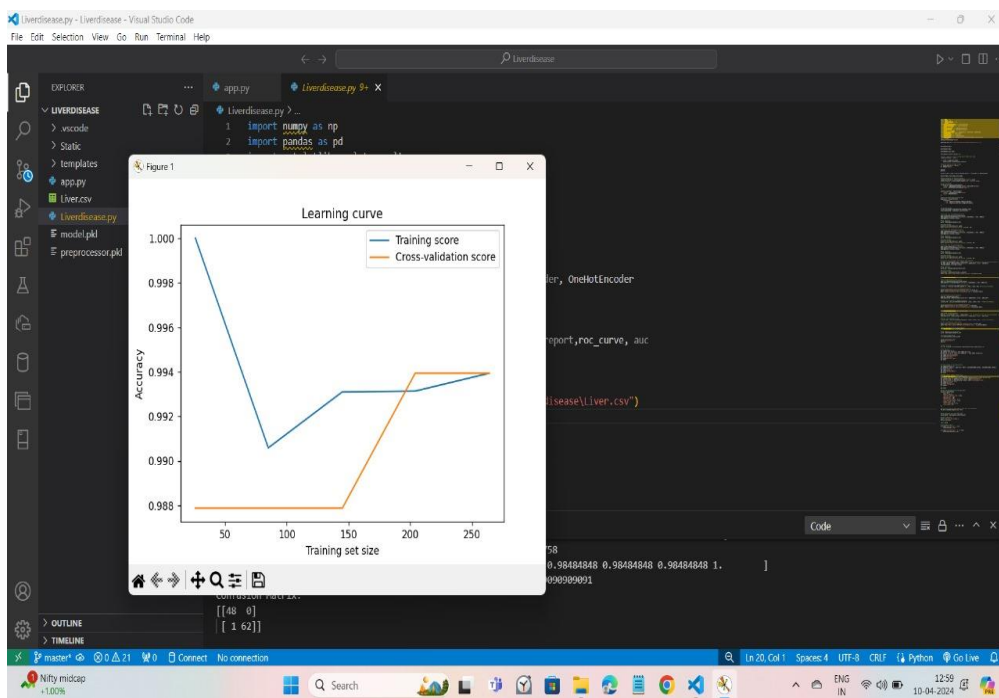 Liverdisease.py - Liverdisease - Visual Studio Code
File Edit Selection View Go Run Terminal Help
Liverdisease
EXPLORER
LIVERDISEASE
.vscode
Static
templates
app.py
Liver.csv
Liverdisease.py
model.pkl
preprocessor.pkl
OUTLINE
TIMELINE
app.py
Liverdisease.py 9+
Liverdisease.py > ...
1 import numpy as np
2 import pandas as pd
der, OneHotEncoder
report,roc_curve, auc
disease\Liver.csv")
Figure 1
Learning curve
Training score
Cross-validation score
1.000
0.998
0.996
0.994
0.992
0.990
0.988
Accuracy
50 100 150 200 250
Training set size
Code
58
0.98484848 0.98484848 0.98484848 1. ]
090909091
Confusion Matrix:
[[48 0]
[ 1 62]]
master* 0 21 0 Connect No connection
Ln 20, Col 1 Spaces: 4 UTF-8 CRLF Python Go Live
Nifty midcap
+1.00%
Search
ENG
IN
12:59
10-04-2024